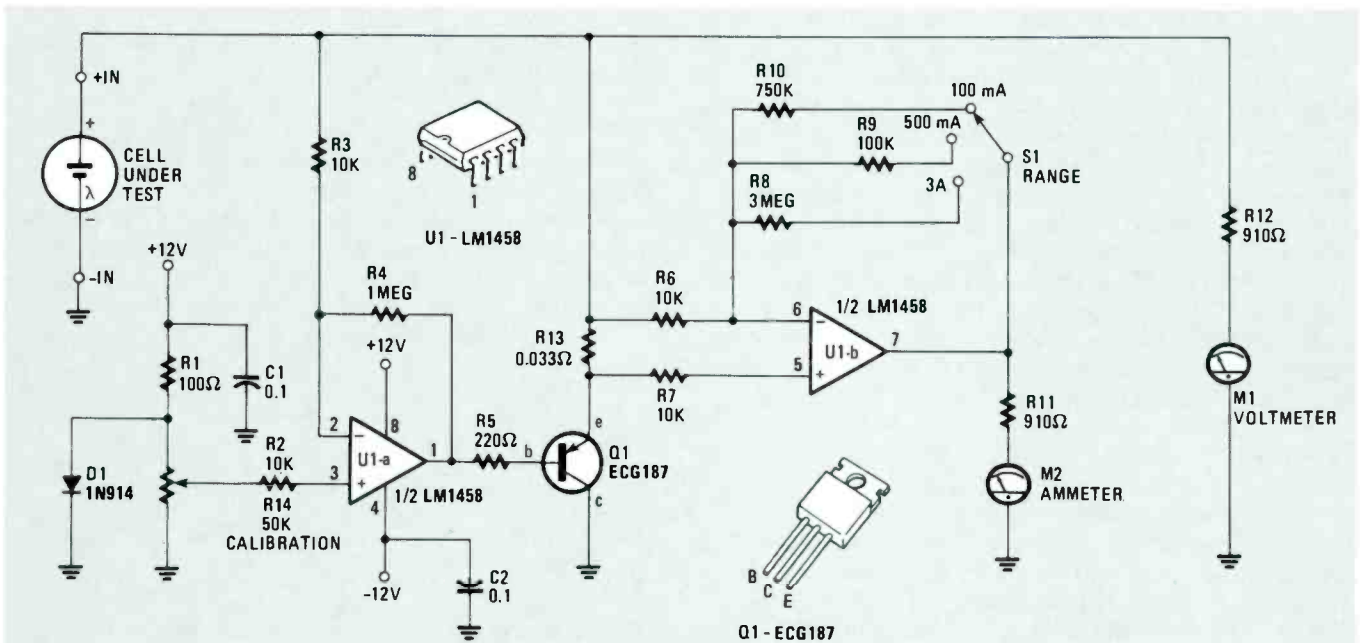 +IN
+
CELL
UNDER
TEST
λ
−
-IN
+12V
R1
100Ω
C1
0.1
D1
1N914
R2
10K
R14
50K
CALIBRATION
R3
10K
8
1
U1 - LM1458
R4
1MEG
+12V
2
−
8
U1-a
1
3
+
4
1/2 LM1458
-12V
C2
0.1
R5
220Ω
b
e
c
Q1
ECG187
R10
750K
100 mA
500 mA
R9
100K
S1
RANGE
3A
R8
3MEG
R6
10K
R13
0.033Ω
R7
10K
1/2 LM1458
6
−
U1-b
7
5
+
R11
910Ω
M2
AMMETER
R12
910Ω
M1
VOLTMETER
B
C
E
Q1 - ECG187